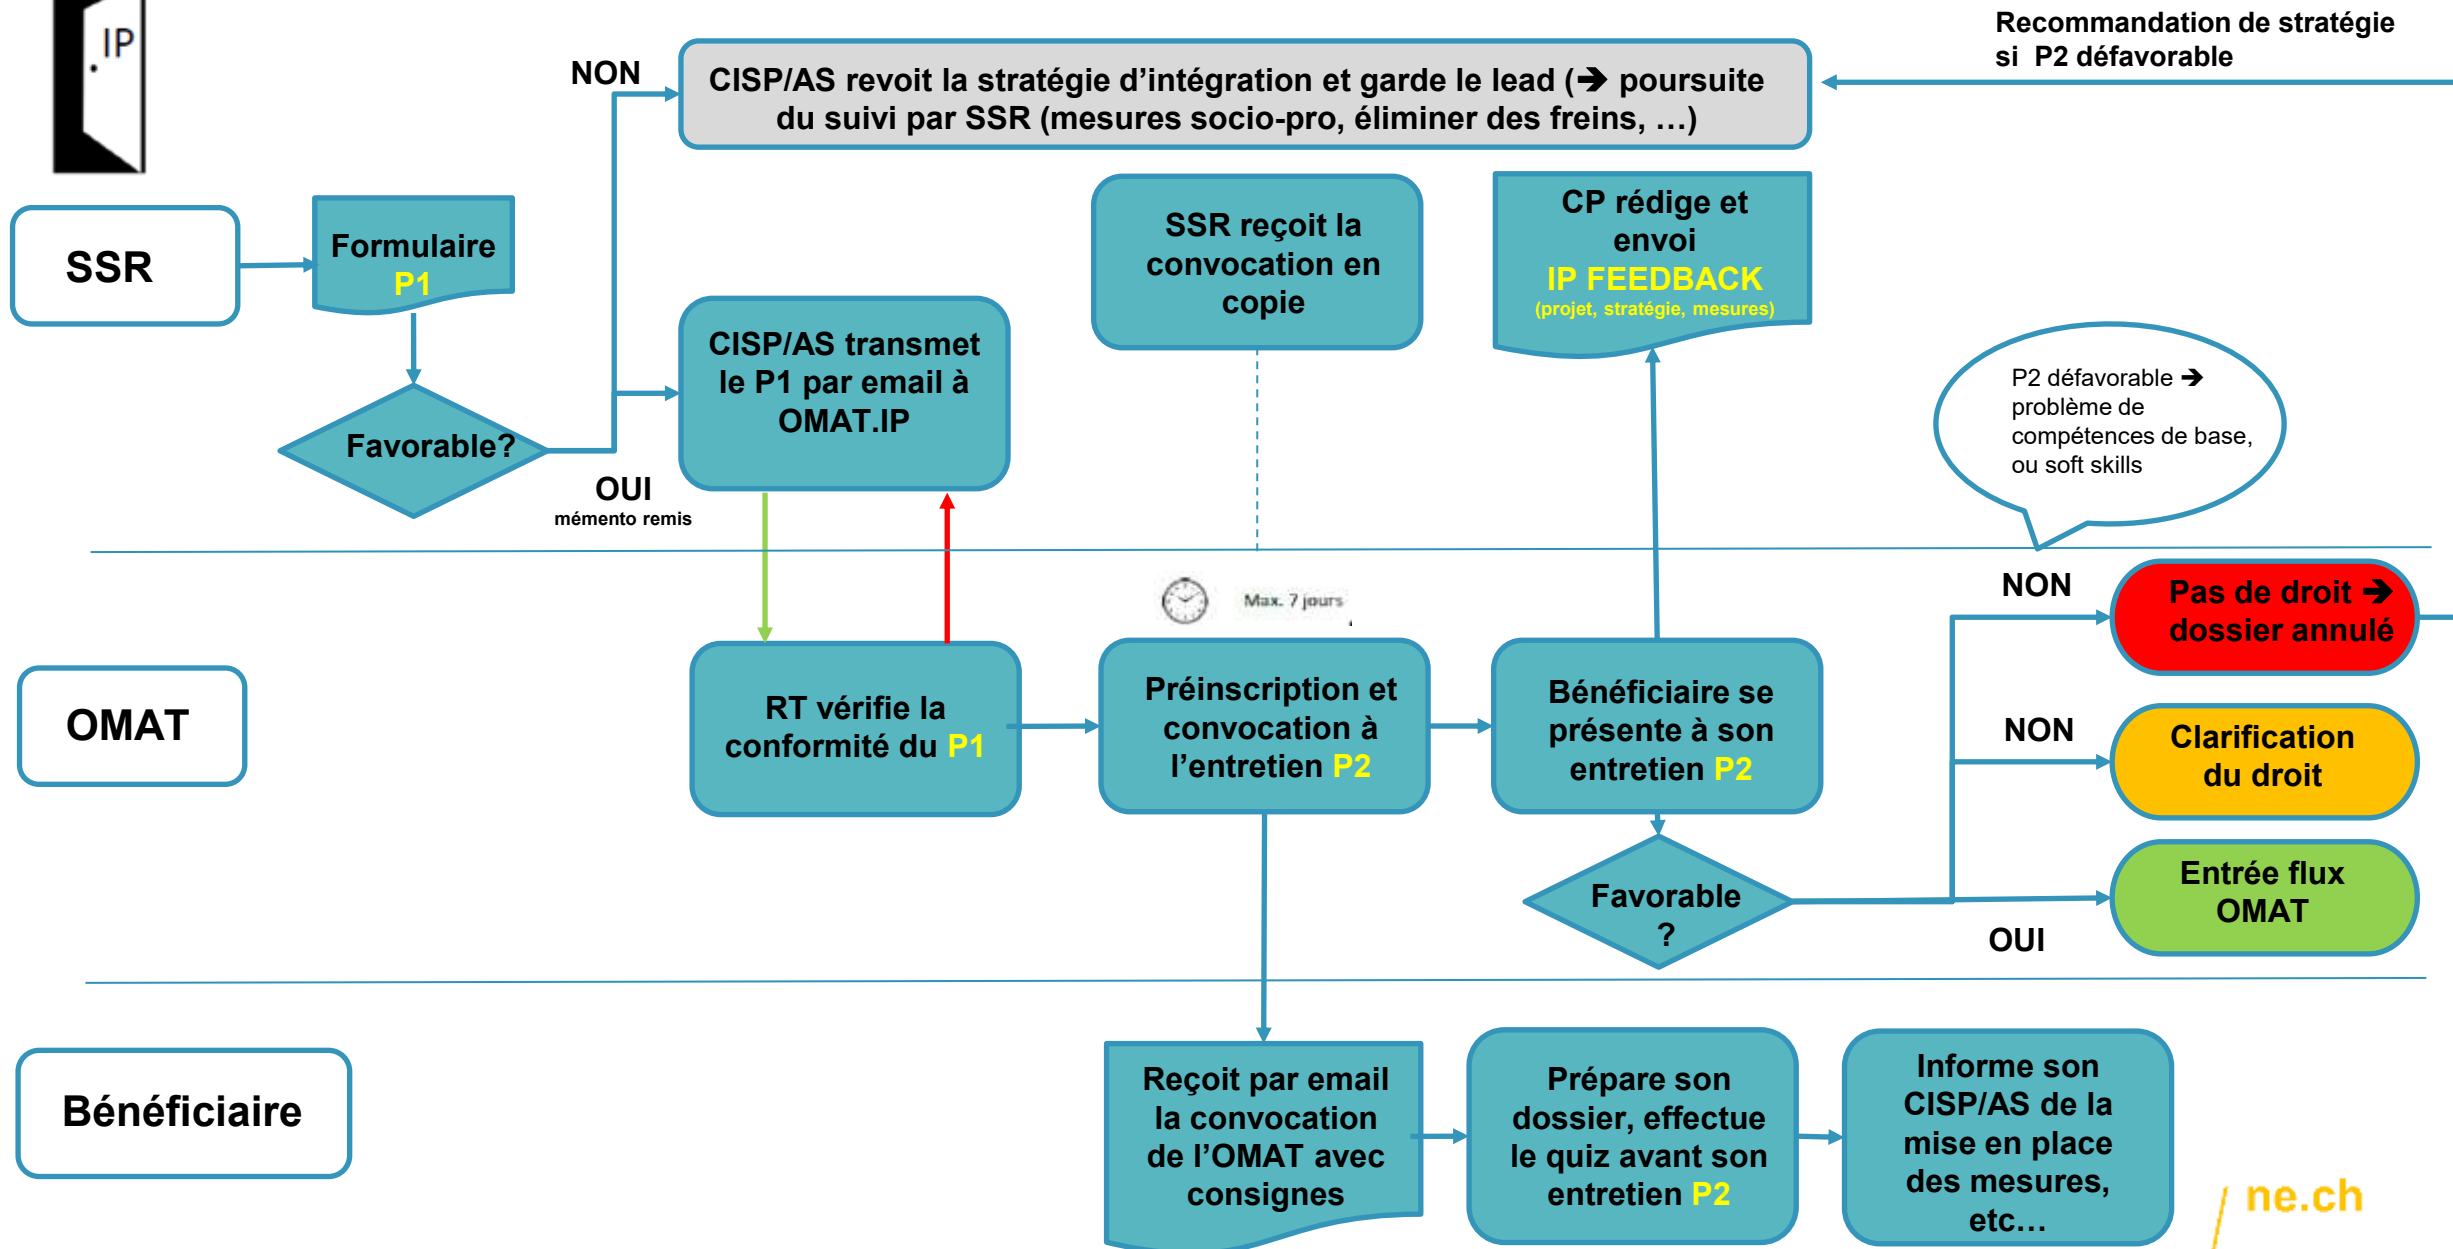 IP
Recommandation de stratégie
si P2 défavorable
NON
CISP/AS revoit la stratégie d'intégration et garde le lead (➔ poursuite
du suivi par SSR (mesures socio-pro, éliminer des freins, …)
SSR
Formulaire
P1
SSR reçoit la
convocation en
copie
CP rédige et
envoi
IP FEEDBACK
(projet, stratégie, mesures)
CISP/AS transmet
le P1 par email à
OMAT.IP
Favorable?
OUI
mémento remis
P2 défavorable ➔
problème de
compétences de base,
ou soft skills
Max. 7 jours
OMAT
RT vérifie la
conformité du P1
Préinscription et
convocation à
l'entretien P2
Bénéficiaire se
présente à son
entretien P2
Favorable
?
NON
Pas de droit ➔
dossier annulé
NON
Clarification
du droit
Entrée flux
OMAT
OUI
Bénéficiaire
Reçoit par email
la convocation
de l'OMAT avec
consignes
Prépare son
dossier, effectue
le quiz avant son
entretien P2
Informe son
CISP/AS de la
mise en place
des mesures,
etc…
ne.ch